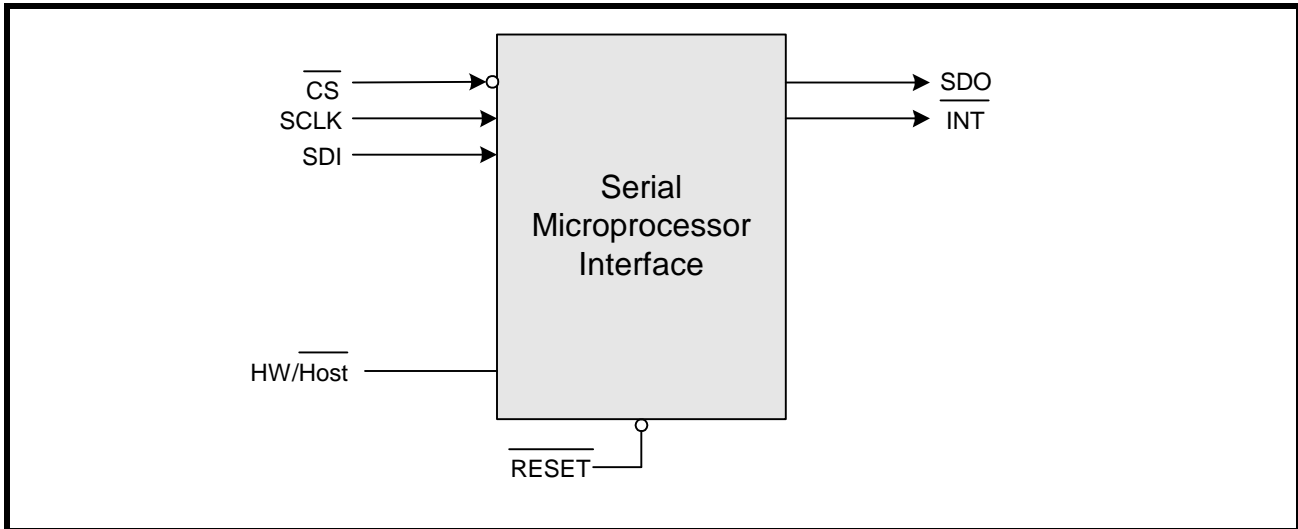 CS
SCLK
SDI
SDO
INT
Serial
Microprocessor
Interface
HW/Host
RESET